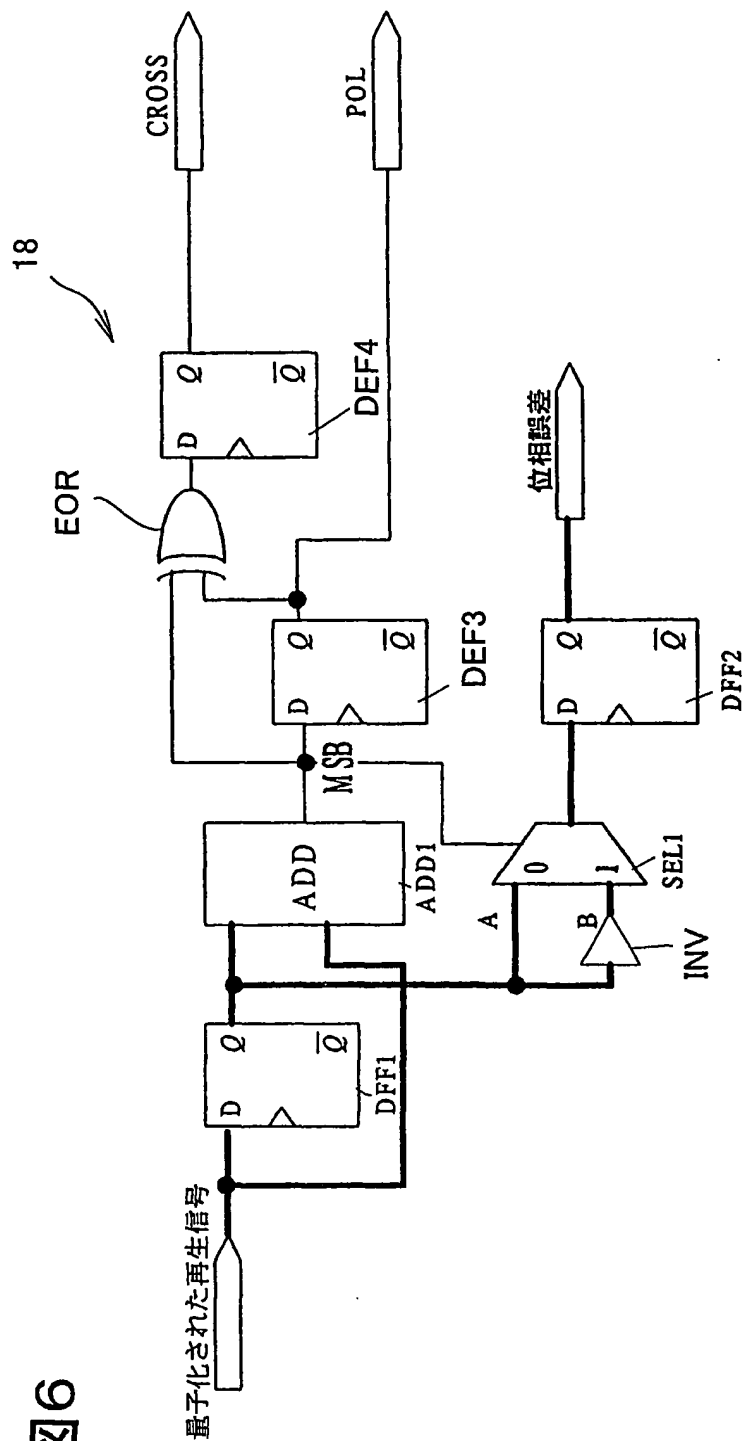 図6
18
量子化された再生信号
D
Q
Q̅
DFF1
ADD
ADD1
MSB
D
Q
Q̅
DEF3
EOR
D
Q
Q̅
DEF4
CROSS
POL
A
B
0
1
SEL1
INV
D
Q
Q̅
DFF2
位相誤差